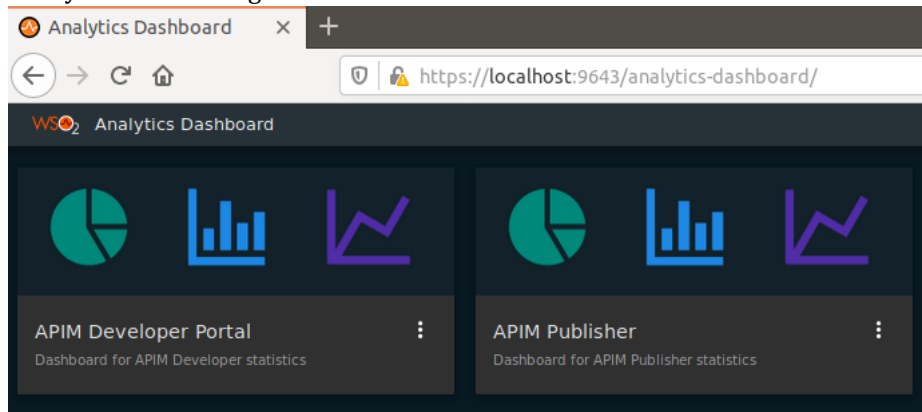 Analytics Dashboard
https://localhost:9643/analytics-dashboard/
WSO2 Analytics Dashboard
APIM Developer Portal
Dashboard for APIM Developer statistics
APIM Publisher
Dashboard for APIM Publisher statistics